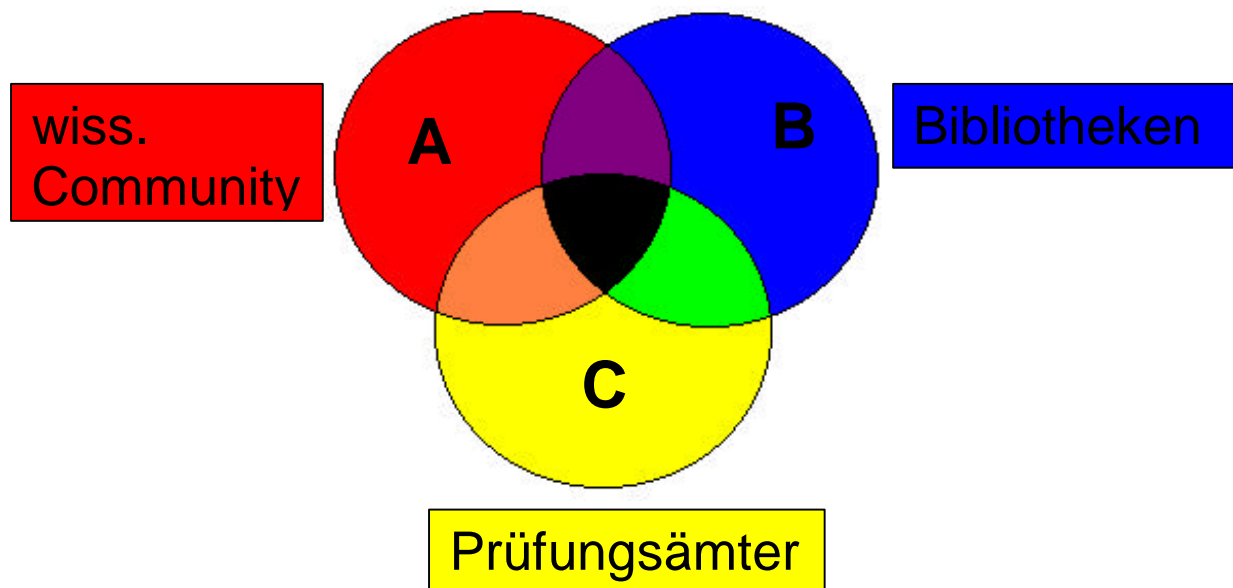 wiss.
Community
A
B
Bibliotheken
C
Prüfungsämter